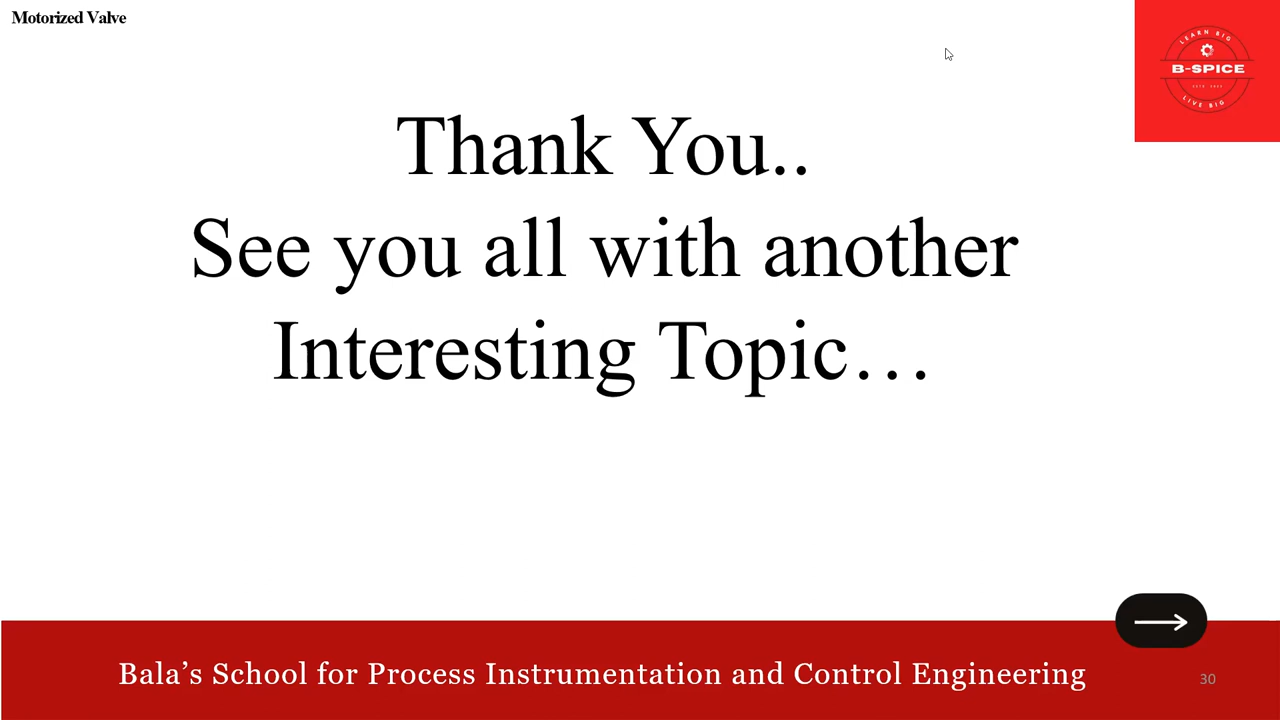 Motorized Valve
LEARN BIG
B-SPICE
LIVE BIG
Thank You..
See you all with another
Interesting Topic…
Bala’s School for Process Instrumentation and Control Engineering
30